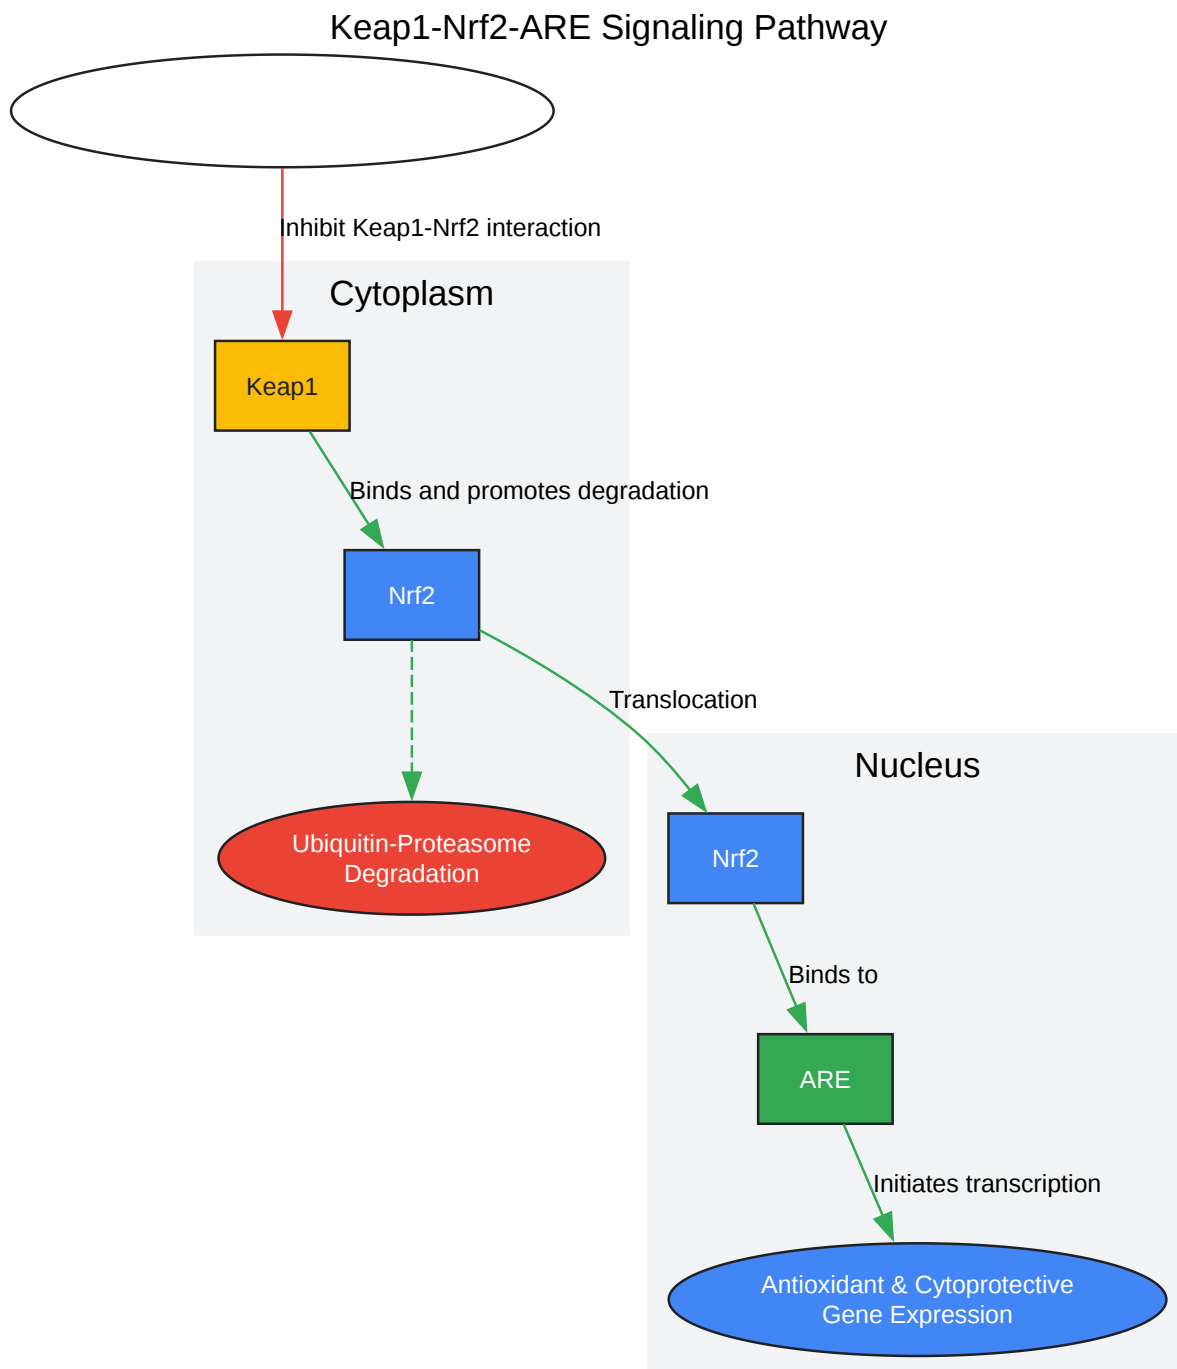 Keap1-Nrf2-ARE Signaling Pathway
Inhibit Keap1-Nrf2 interaction
Cytoplasm
Keap1
Binds and promotes degradation
Nrf2
Translocation
Nucleus
Ubiquitin-Proteasome
Degradation
Nrf2
Binds to
ARE
Initiates transcription
Antioxidant & Cytoprotective
Gene Expression